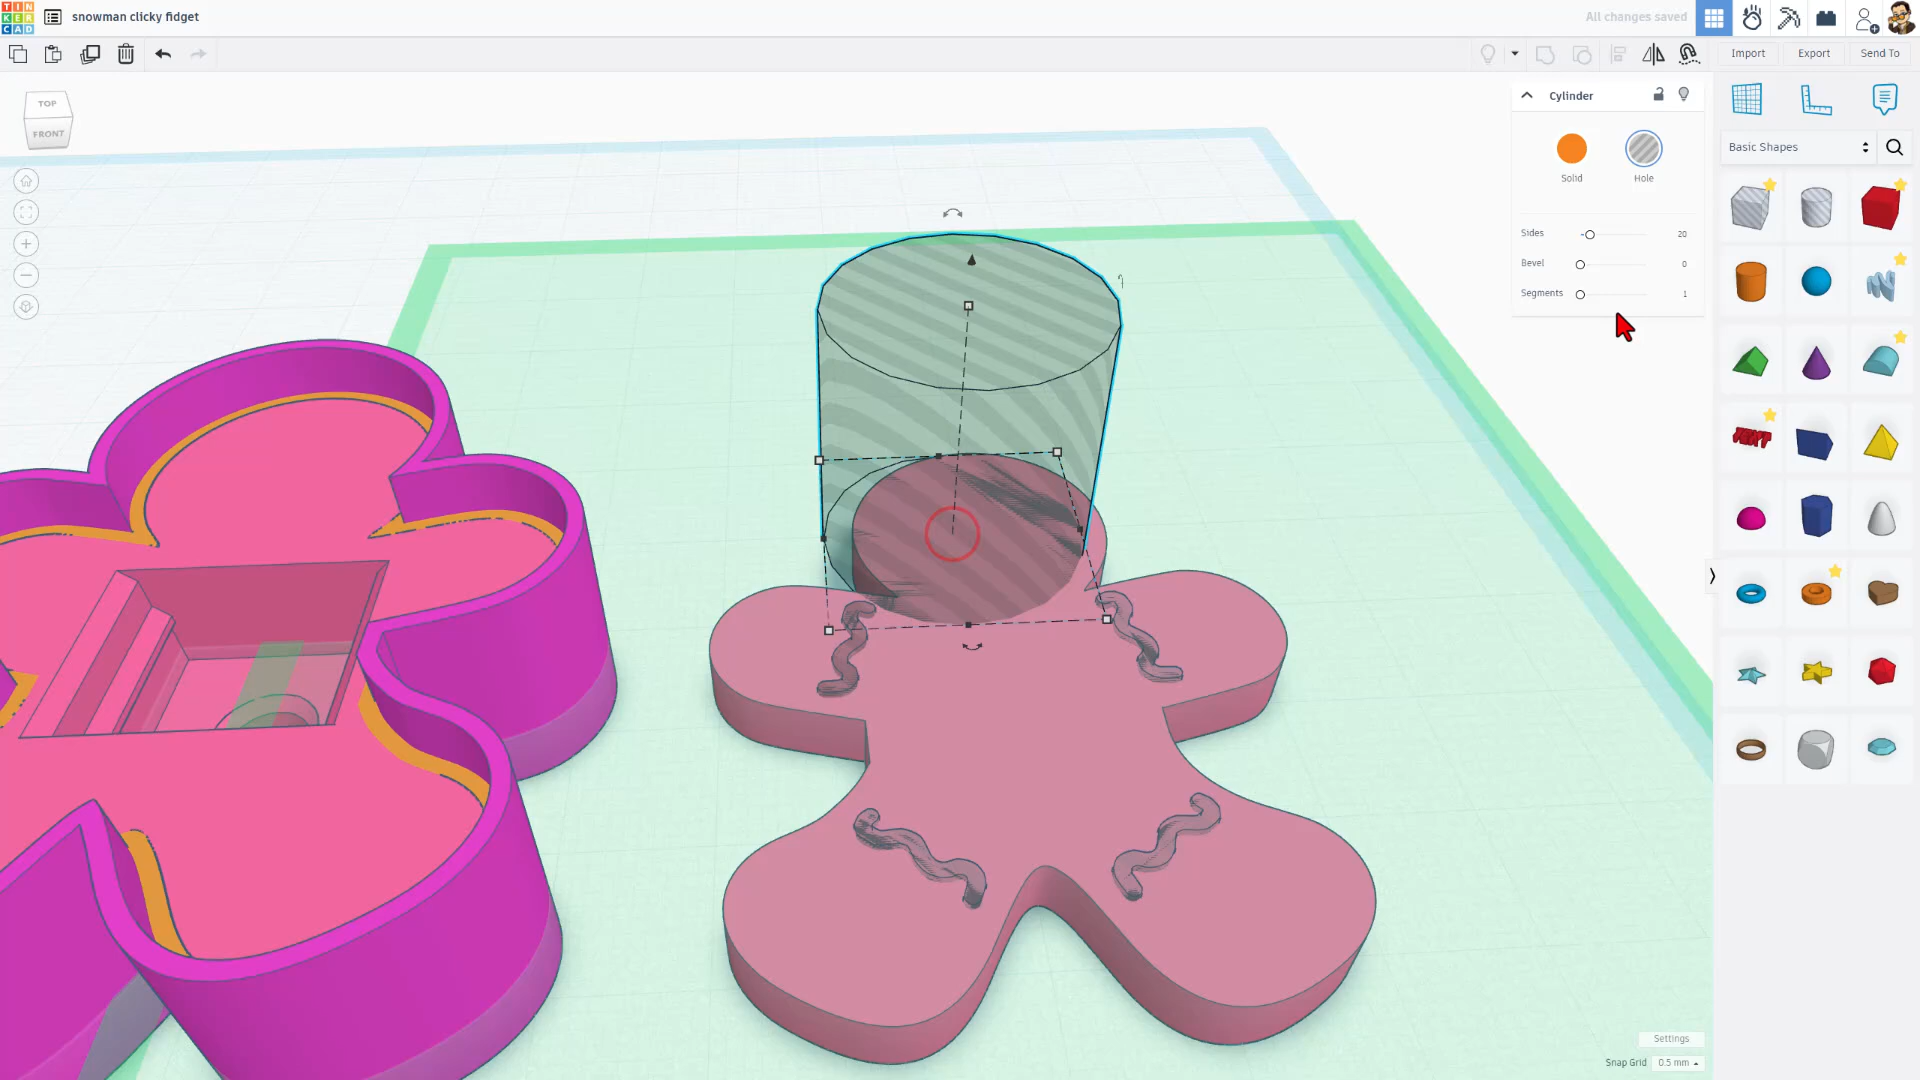 TIN
KER
CAD
snowman clicky fidget
All changes saved
Import
Export
Send To
TOP
FRONT
Cylinder
Solid
Hole
Sides
20
Bevel
0
Segments
1
Basic Shapes
TEXT
Settings
Snap Grid
0.5 mm